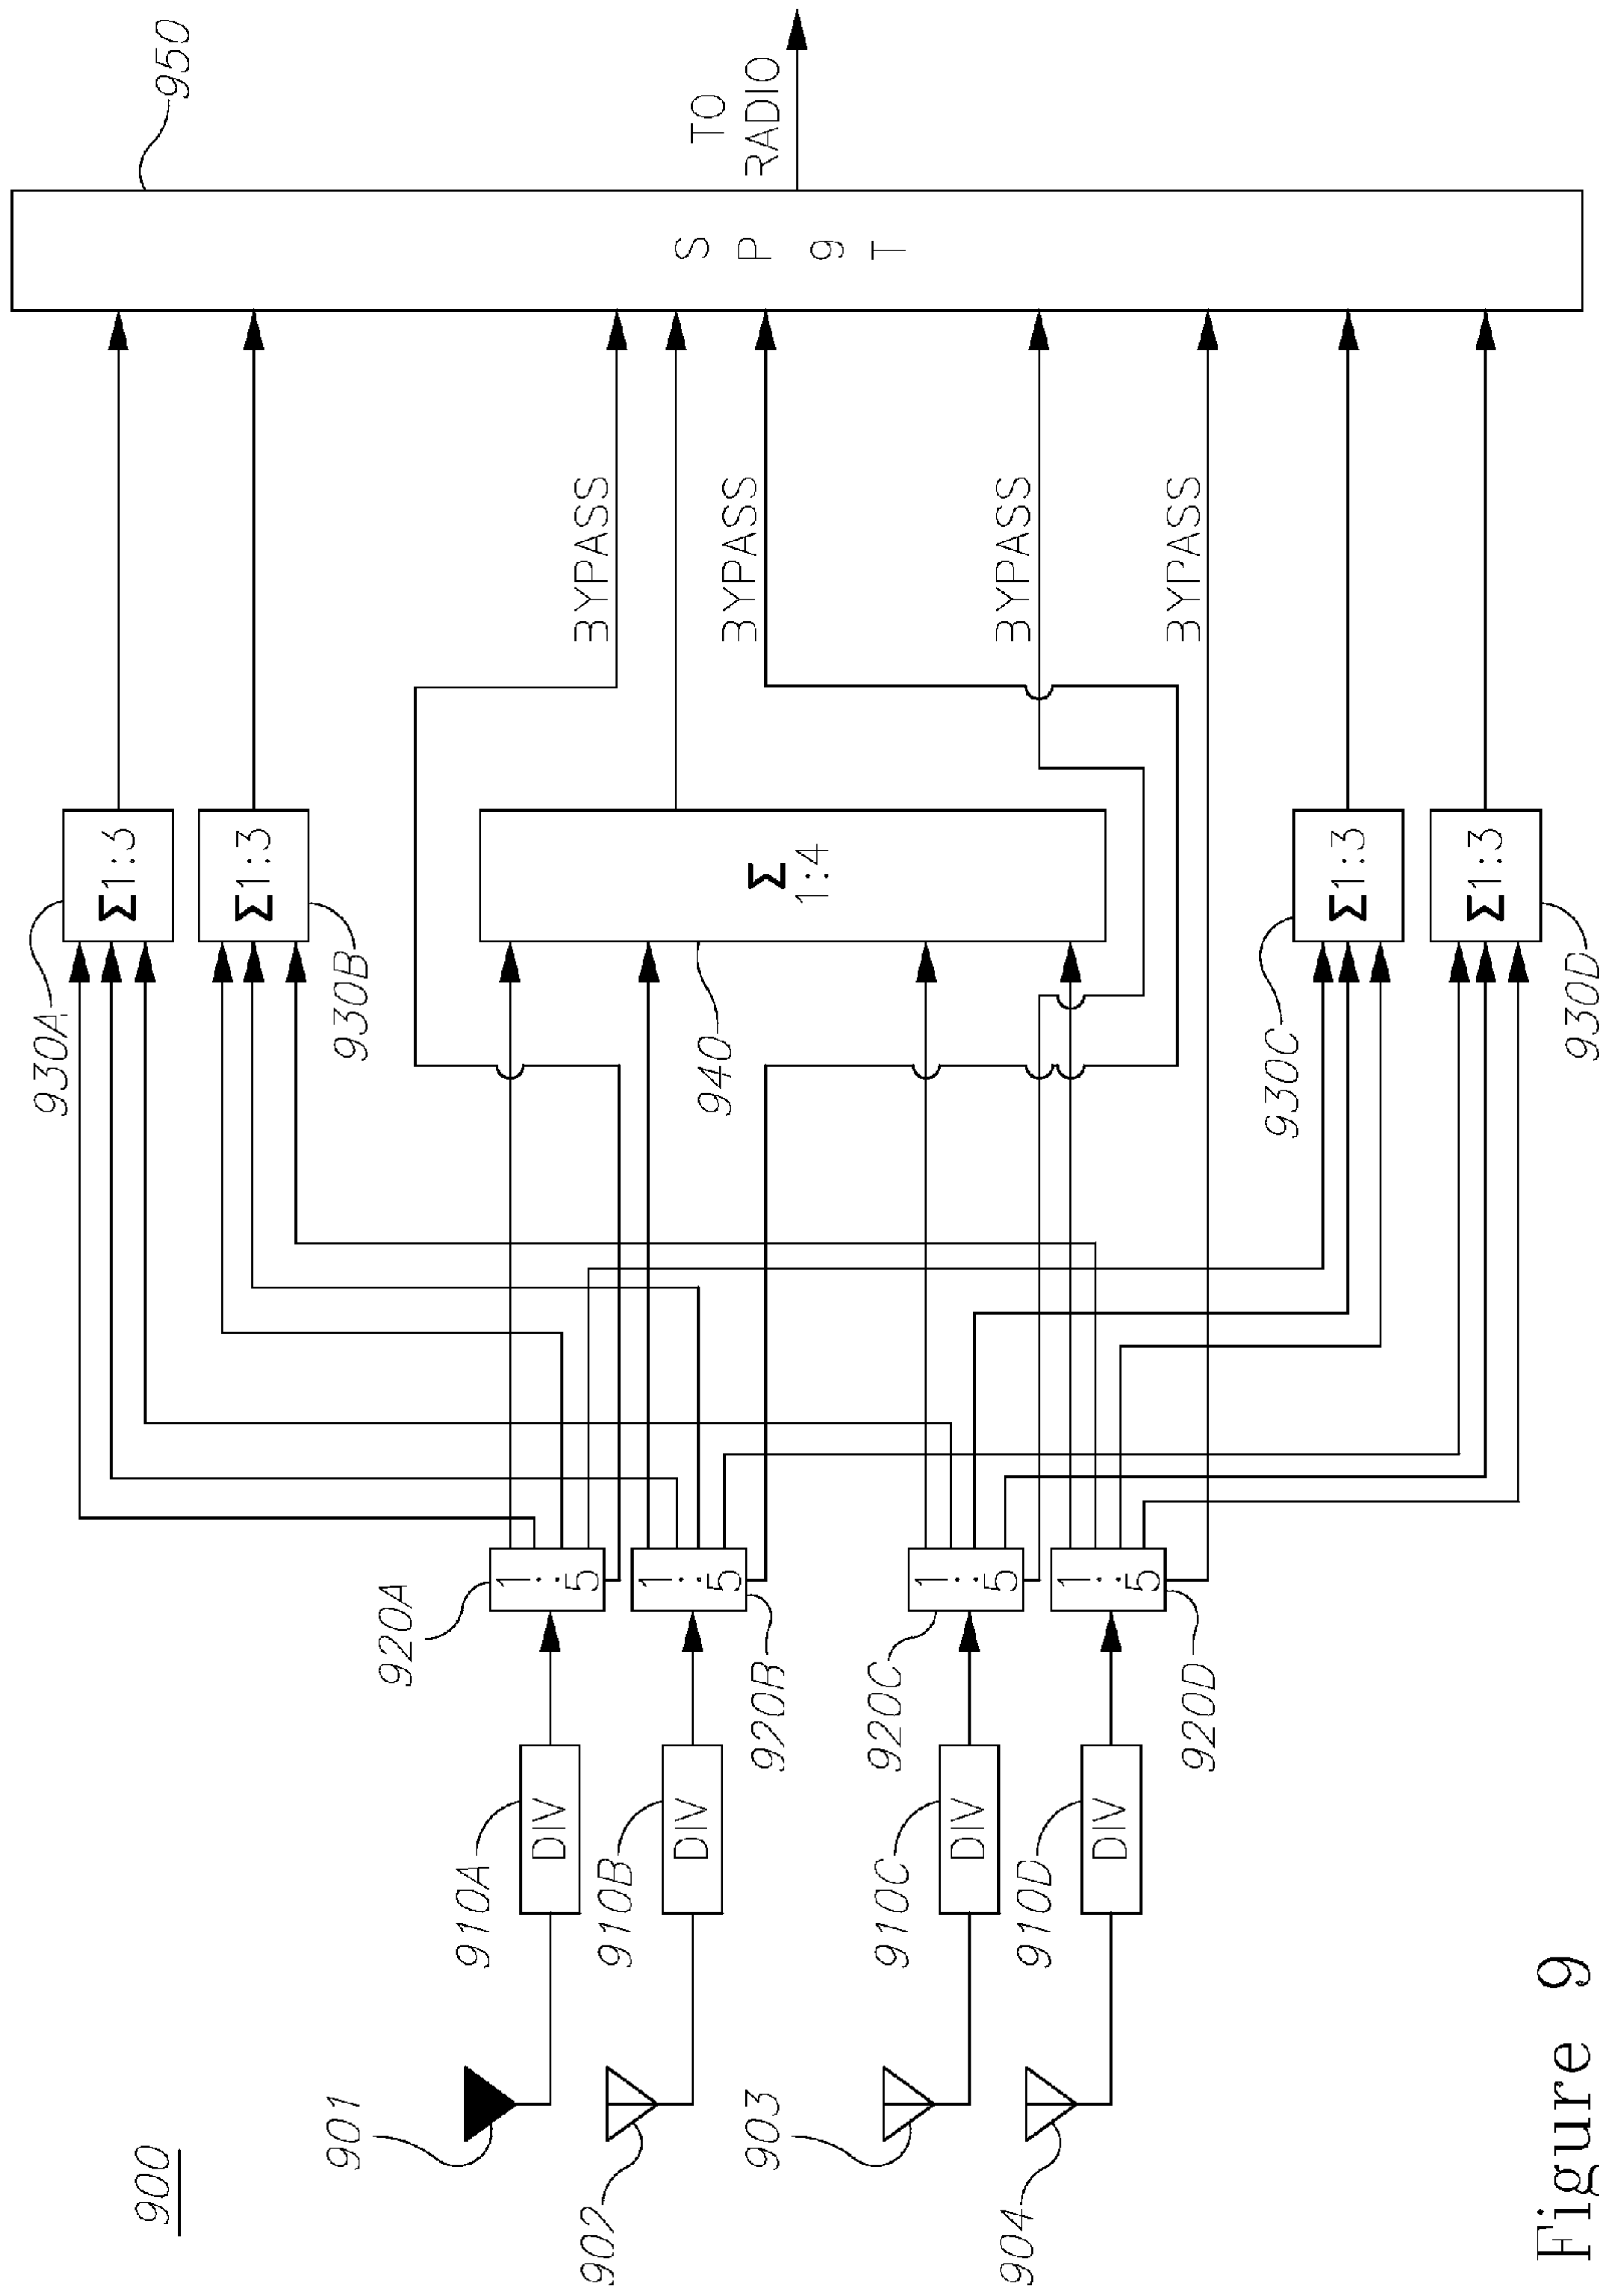 900
930A
950
Σ1:3
Σ1:3
930B
901
920A
910A
DIV
1:5
BYPASS
902
910B
DIV
1:5
940
S
P
9
T
TO
RADIO
BYPASS
920B
Σ
1:4
903
920C
910C
DIV
1:5
BYPASS
904
910D
DIV
1:5
BYPASS
920D
930C
Σ1:3
Σ1:3
930D
Figure 9